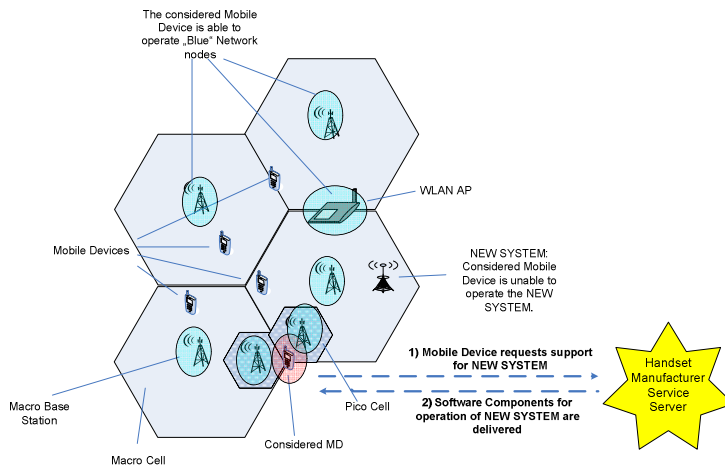 The considered Mobile
Device is able to
operate „Blue“ Network
nodes
WLAN AP
Mobile Devices
NEW SYSTEM:
Considered Mobile
Device is unable to
operate the NEW
SYSTEM.
1) Mobile Device requests support
for NEW SYSTEM
Handset
Manufacturer
Service
Server
2) Software Components for
operation of NEW SYSTEM are
delivered
Macro Base
Station
Pico Cell
Considered MD
Macro Cell